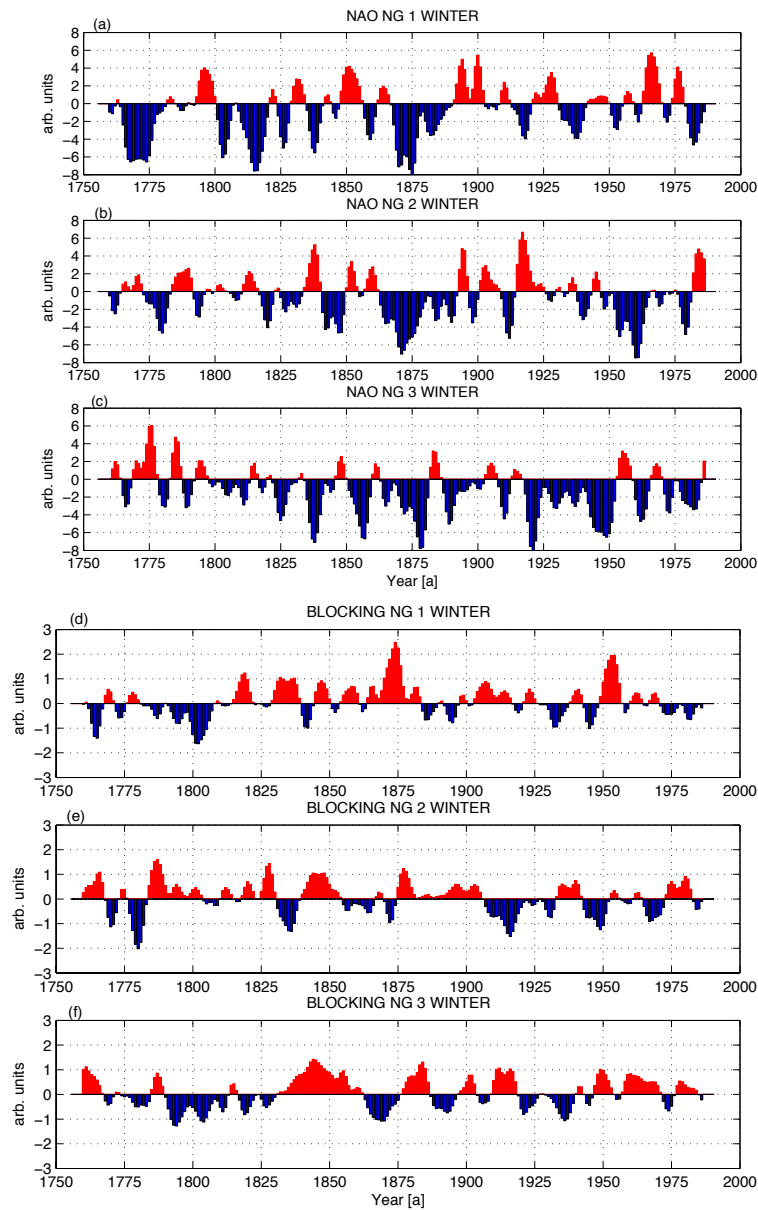 (a)
NAO NG 1 WINTER
8
6
4
2
0
−2
−4
−6
−8
arb. units
1750 1775 1800 1825 1850 1875 1900 1925 1950 1975 2000
(b)
NAO NG 2 WINTER
8
6
4
2
0
−2
−4
−6
−8
arb. units
1750 1775 1800 1825 1850 1875 1900 1925 1950 1975 2000
(c)
NAO NG 3 WINTER
8
6
4
2
0
−2
−4
−6
−8
arb. units
1750 1775 1800 1825 1850 1875 1900 1925 1950 1975 2000
Year [a]
(d)
BLOCKING NG 1 WINTER
3
2
1
0
−1
−2
−3
arb. units
1750 1775 1800 1825 1850 1875 1900 1925 1950 1975 2000
(e)
BLOCKING NG 2 WINTER
3
2
1
0
−1
−2
−3
arb. units
1750 1775 1800 1825 1850 1875 1900 1925 1950 1975 2000
(f)
BLOCKING NG 3 WINTER
3
2
1
0
−1
−2
−3
arb. units
1750 1775 1800 1825 1850 1875 1900 1925 1950 1975 2000
Year [a]